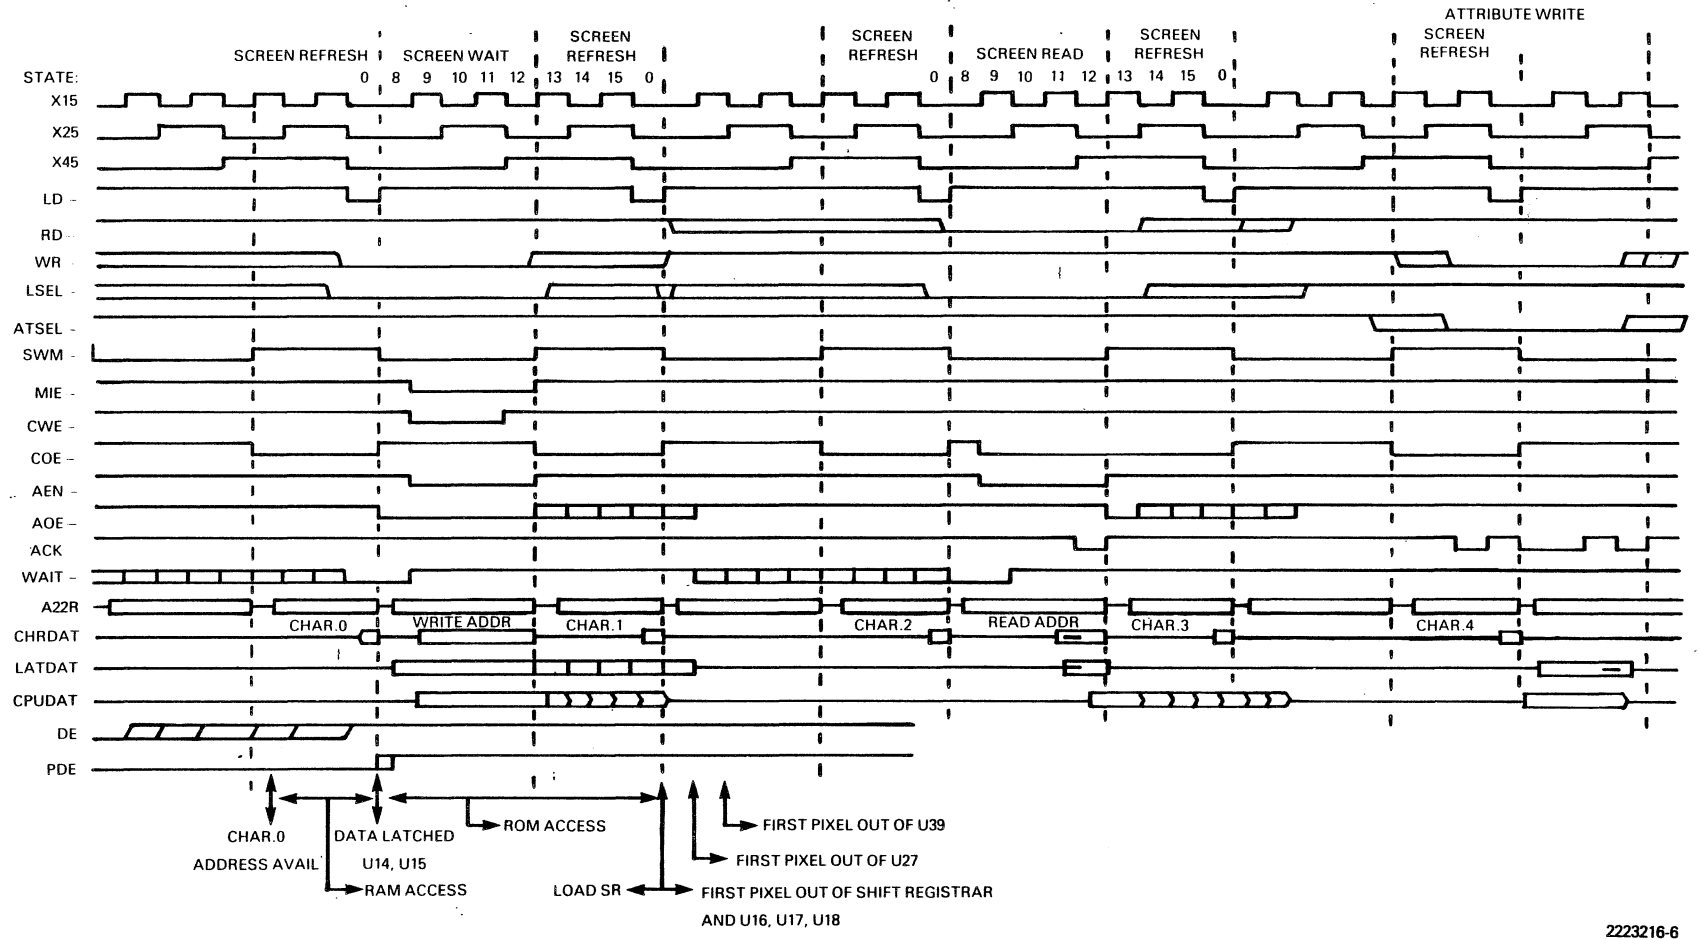 ATTRIBUTE WRITE
SCREEN REFRESH SCREEN WAIT SCREEN REFRESH SCREEN REFRESH SCREEN READ SCREEN REFRESH SCREEN REFRESH
STATE: 0 8 9 10 11 12 13 14 15 0 0 8 9 10 11 12 13 14 15 0
X15
X25
X45
LD -
RD -
WR -
LSEL -
ATSEL -
SWM -
MIE -
CWE -
COE -
AEN -
AOE -
ACK
WAIT -
A22R
CHAR.0 WRITE ADDR CHAR.1 CHAR.2 READ ADDR CHAR.3 CHAR.4
CHRDAT
LATDAT
CPUDAT
DE
PDE
CHAR.0
ADDRESS AVAIL
DATA LATCHED
U14, U15
RAM ACCESS
ROM ACCESS
FIRST PIXEL OUT OF U39
FIRST PIXEL OUT OF U27
LOAD SR
FIRST PIXEL OUT OF SHIFT REGISTRAR
AND U16, U17, U18
2223216-6